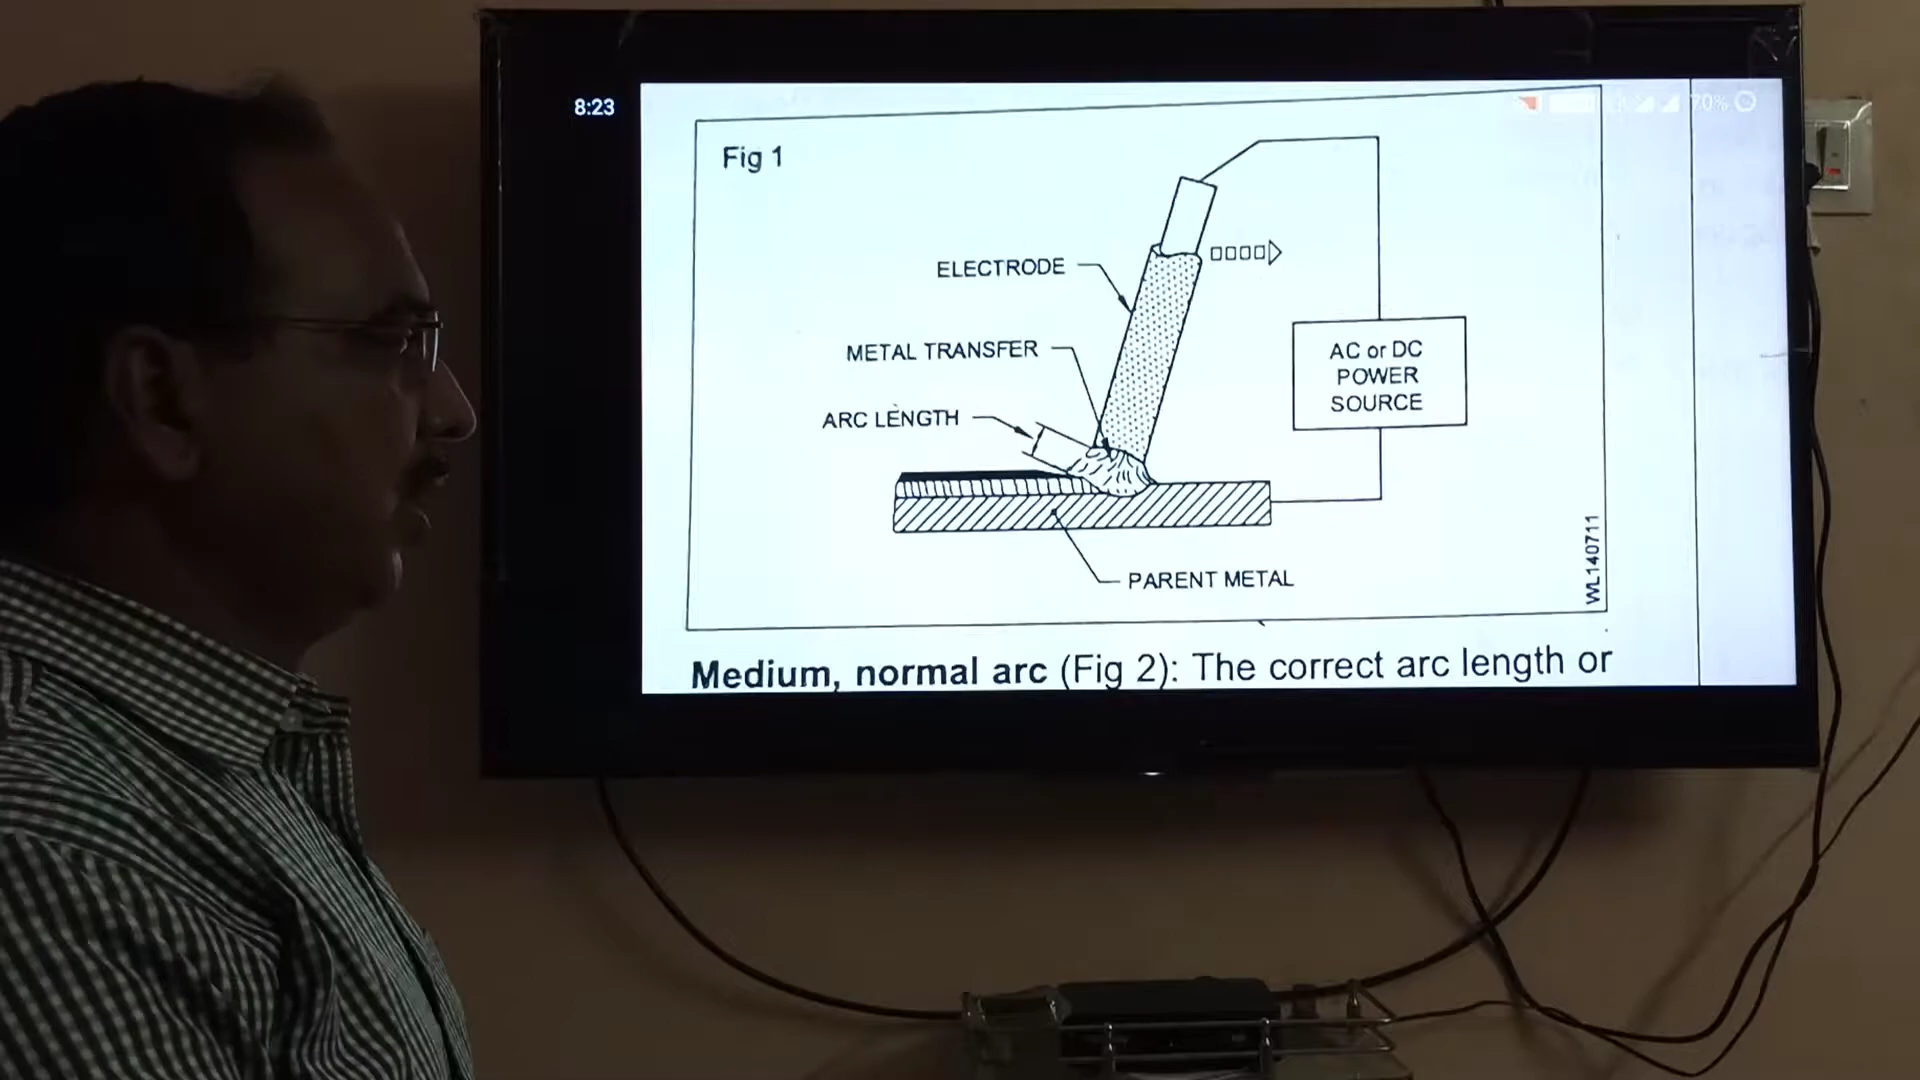 8:23
70%
Fig 1
ELECTRODE
METAL TRANSFER
ARC LENGTH
AC or DC
POWER
SOURCE
PARENT METAL
WL140711
Medium, normal arc (Fig 2): The correct arc length or